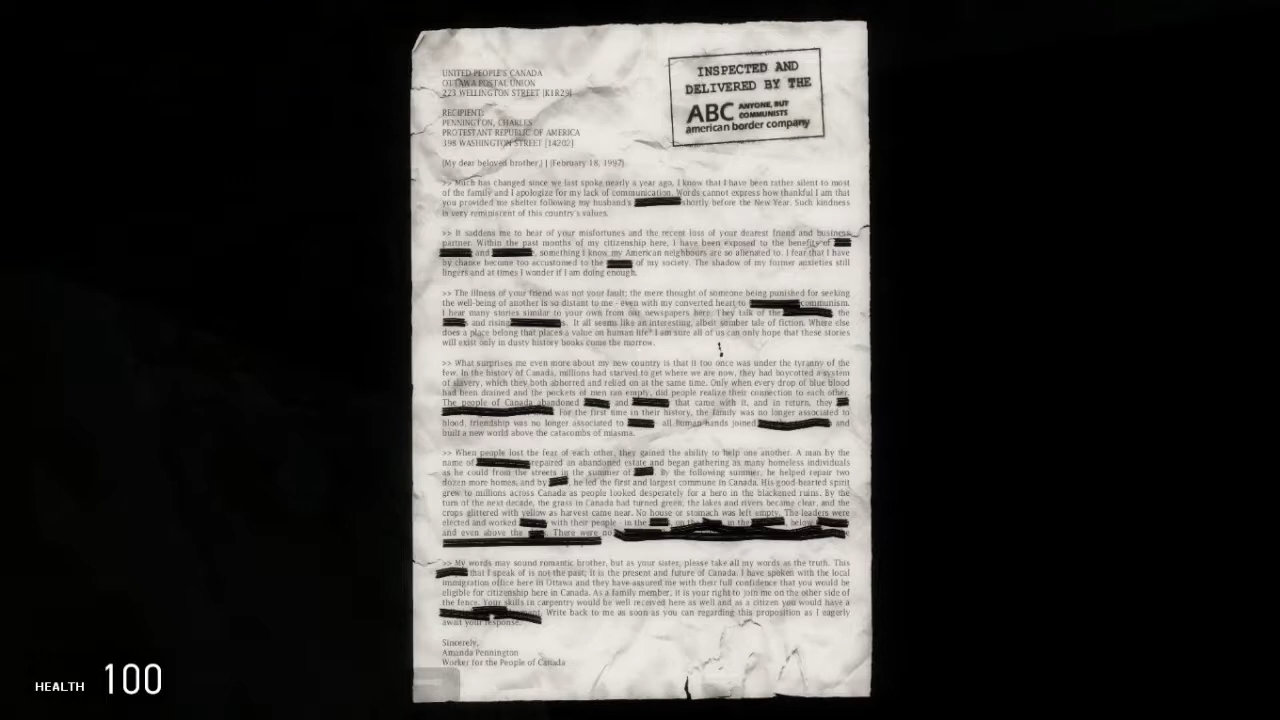 UNITED PEOPLE'S CANADA
OTTAWA POSTAL UNION
223 WELLINGTON STREET [K1R29]
INSPECTED AND
DELIVERED BY THE
ABC ANYONE, BUT
COMMUNISTS
american border company
RECIPIENT:
PENNINGTON, CHARLES
PROTESTANT REPUBLIC OF AMERICA
398 WASHINGTON STREET [14202]
[My dear beloved brother,] | [February 18, 1997]
>> Much has changed since we last spoke nearly a year ago, I know that I have been rather silent to most
of the family and I apologize for my lack of communication. Words cannot express how thankful I am that
you provided me shelter following my husband's shortly before the New Year. Such kindness
is very reminiscent of this country's values.
>> It saddens me to hear of your misfortunes and the recent loss of your dearest friend and business
partner. Within the past months of my citizenship here, I have been exposed to the benefits of
and , something I know my American neighbours are so alienated to. I fear that I have
by chance become too accustomed to the of my society. The shadow of my former anxieties still
lingers and at times I wonder if I am doing enough.
>> The illness of your friend was not your fault; the mere thought of someone being punished for seeking
the well-being of another is so distant to me - even with my converted heart to communism.
I hear many stories similar to your own from our newspapers here. They talk of the the
and rising s. It all seems like an interesting, albeit somber tale of fiction. Where else
does a place belong that places a value on human life? I am sure all of us can only hope that these stories
will exist only in dusty history books come the morrow.
>> What surprises me even more about my new country is that it too once was under the tyranny of the
few. In the history of Canada, millions had starved to get where we are now, they had boycotted a system
of slavery, which they both abhorred and relied on at the same time. Only when every drop of blue blood
had been drained and the pockets of men ran empty, did people realize their connection to each other.
The people of Canada abandoned and that came with it, and in return, they
. For the first time in their history, the family was no longer associated to
blood, friendship was no longer associated to all human hands joined and
built a new world above the catacombs of miasma.
>> When people lost the fear of each other, they gained the ability to help one another. A man by the
name of repaired an abandoned estate and began gathering as many homeless individuals
as he could from the streets in the summer of . By the following summer, he helped repair two
dozen more homes, and by , he led the first and largest commune in Canada. His good-hearted spirit
grew to millions across Canada as people looked desperately for a hero in the blackened ruins. By the
turn of the next decade, the grass in Canada had turned green, the lakes and rivers became clear, and the
crops glittered with yellow as harvest came near. No house or stomach was left empty. The leaders were
elected and worked with their people - in the , on the in the , below
and even above the . There were no
>> My words may sound romantic brother, but as your sister, please take all my words as the truth. This
that I speak of is not the past; it is the present and future of Canada. I have spoken with the local
immigration office here in Ottawa and they have assured me with their full confidence that you would be
eligible for citizenship here in Canada. As a family member, it is your right to join me on the other side of
the fence. Your skills in carpentry would be well received here as well and as a citizen you would have a
. Write back to me as soon as you can regarding this proposition as I eagerly
await your response.
Sincerely,
Amanda Pennington
Worker for the People of Canada
HEALTH 100